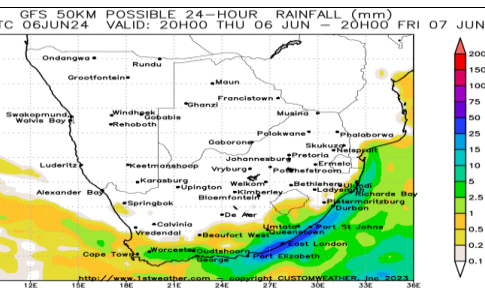 GFS 50KM POSSIBLE 24-HOUR RAINFALL (mm)
TC 06JUN24 VALID: 20H00 THU 06 JUN – 20H00 FRI 07 JUN
Ondangwa
Rundu
Grootfontein
Maun
Ghanzi
Francistown
Swakopmund
Walvis Bay
Windhoek
Gobabis
Rehoboth
Musina
Polokwane
Phalaborwa
Gaborone
Skukuza
Nelspruit
Johannesburg
Pretoria
Luderitz
Keetmanshoop
Vryburg
Potchefstroom
Ermelo
Karasburg
Upington
Welkom
Bethlehem
Ulundi
Alexander Bay
Kimberley
Ladysmith
Richards Bay
Bloemfontein
Pietermaritzburg
Springbok
Durban
De Aar
Calvinia
Umtata
Port St Johns
Vredendal
Beaufort West
Queenstown
East London
Cape Town
Worcester
Oudtshoorn
George
Port Elizabeth
http://www.1stweather.com – copyright CUSTOMWEATHER, Inc 2023
12E 15E 18E 21E 24E 27E 30E 33E 36E
200
150
100
75
50
25
15
10
5
2.5
1
0.5
0.2
0.1